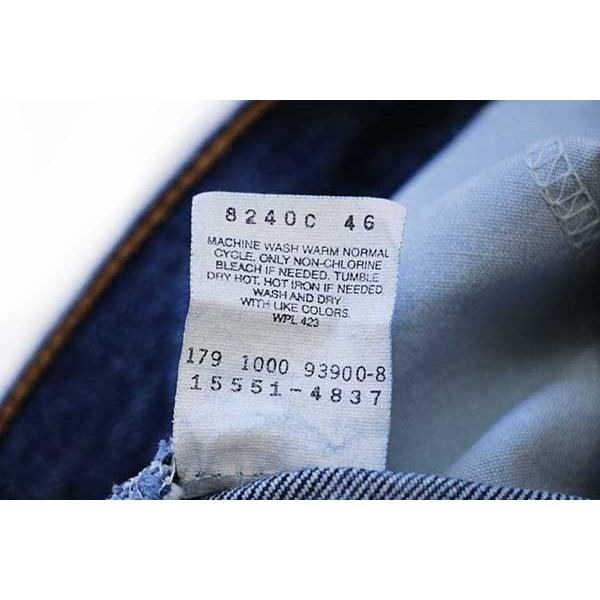 8240C 46
MACHINE WASH WARM NORMAL
CYCLE. ONLY NON-CHLORINE
BLEACH IF NEEDED. TUMBLE
DRY HOT. HOT IRON IF NEEDED.
WASH AND DRY
WITH LIKE COLORS.
WPL 423
179 1000 93900-8
15551-4837